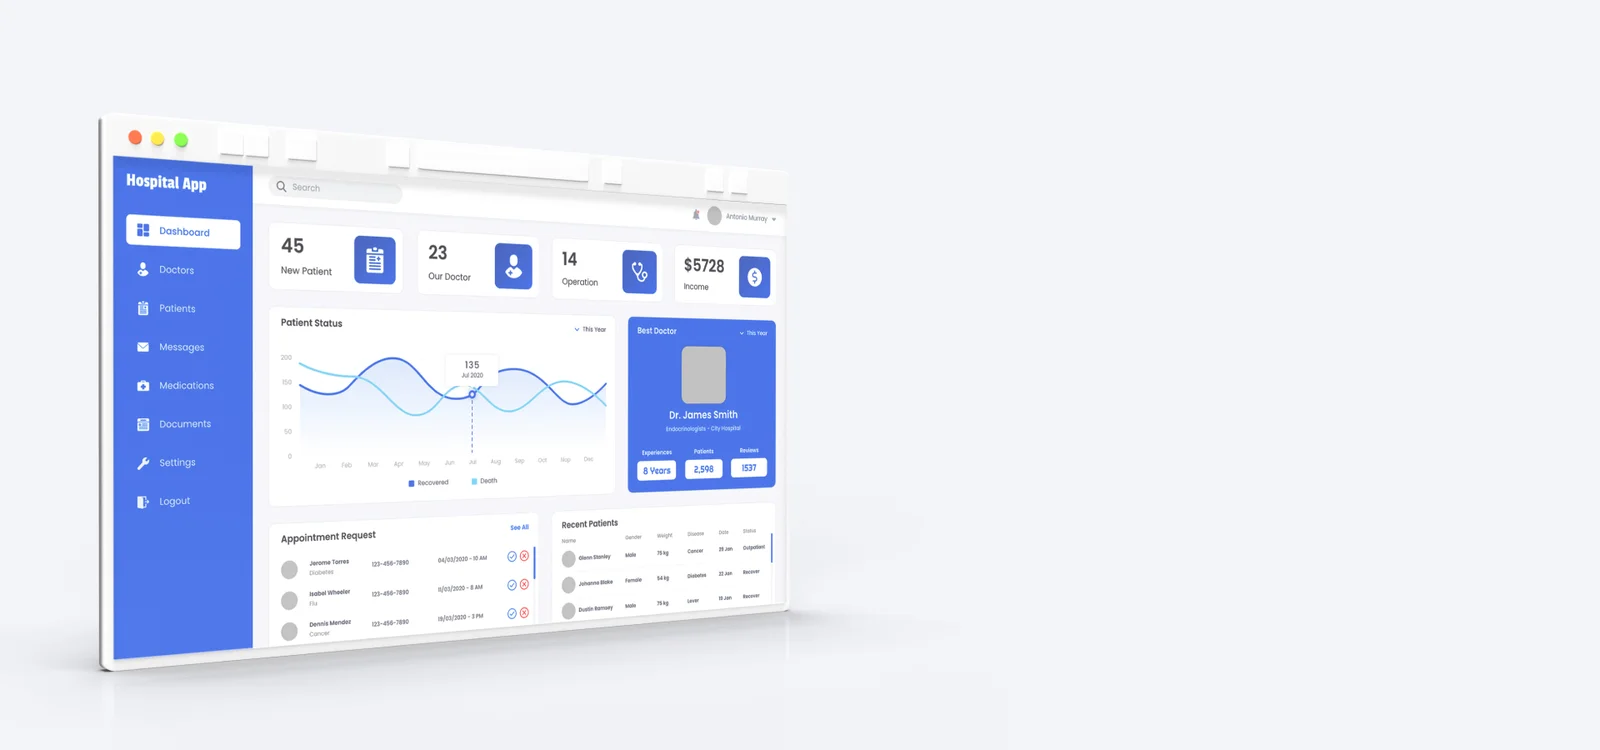 Hospital App
Dashboard
Doctors
Patients
Messages
Medications
Documents
Settings
Logout
Search
Antonio Murray
45
New Patient
23
Our Doctor
14
Operation
$5728
Income
Patient Status
This Year
200
150
100
50
0
135
Jul 2020
Jan Feb Mar Apr May Jun Jul Aug Sep Oct Nop Dec
Recovered Death
Best Doctor
This Year
Dr. James Smith
Endocrinologists - City Hospital
Experiences Patients Reviews
8 Years 2,598 1537
Appointment Request
See All
Jerome Torres 123-456-7890 04/03/2020 - 10 AM
Diabetes
Isabel Wheeler 123-456-7890 11/03/2020 - 8 AM
Flu
Dennis Mendez 123-456-7890 18/03/2020 - 3 PM
Cancer
Recent Patients
Name Gender Weight Disease Date Status
Glenn Stanley Male 75 kg Cancer 25 Jan Outpatient
Johanna Blake Female 54 kg Diabetes 22 Jan Recover
Dustin Ramsey Male 75 kg Lever 15 Jan Recover